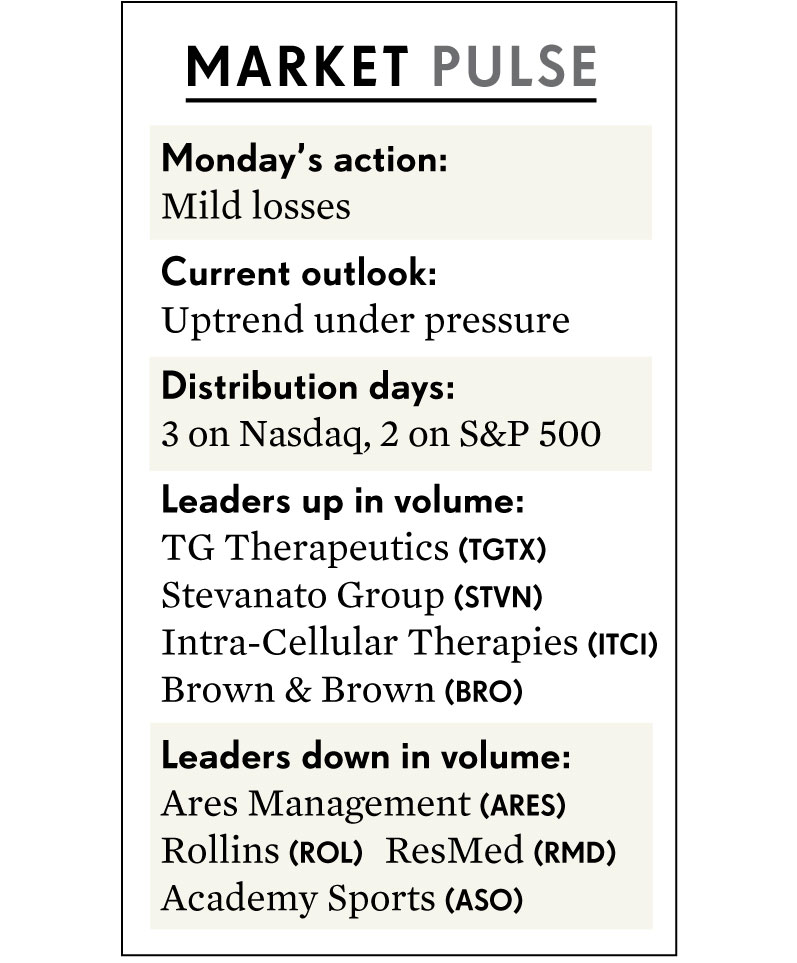 MARKET PULSE
Monday’s action:
Mild losses
Current outlook:
Uptrend under pressure
Distribution days:
3 on Nasdaq, 2 on S&P 500
Leaders up in volume:
TG Therapeutics (TGTX)
Stevanato Group (STVN)
Intra-Cellular Therapies (ITCI)
Brown & Brown (BRO)
Leaders down in volume:
Ares Management (ARES)
Rollins (ROL) ResMed (RMD)
Academy Sports (ASO)